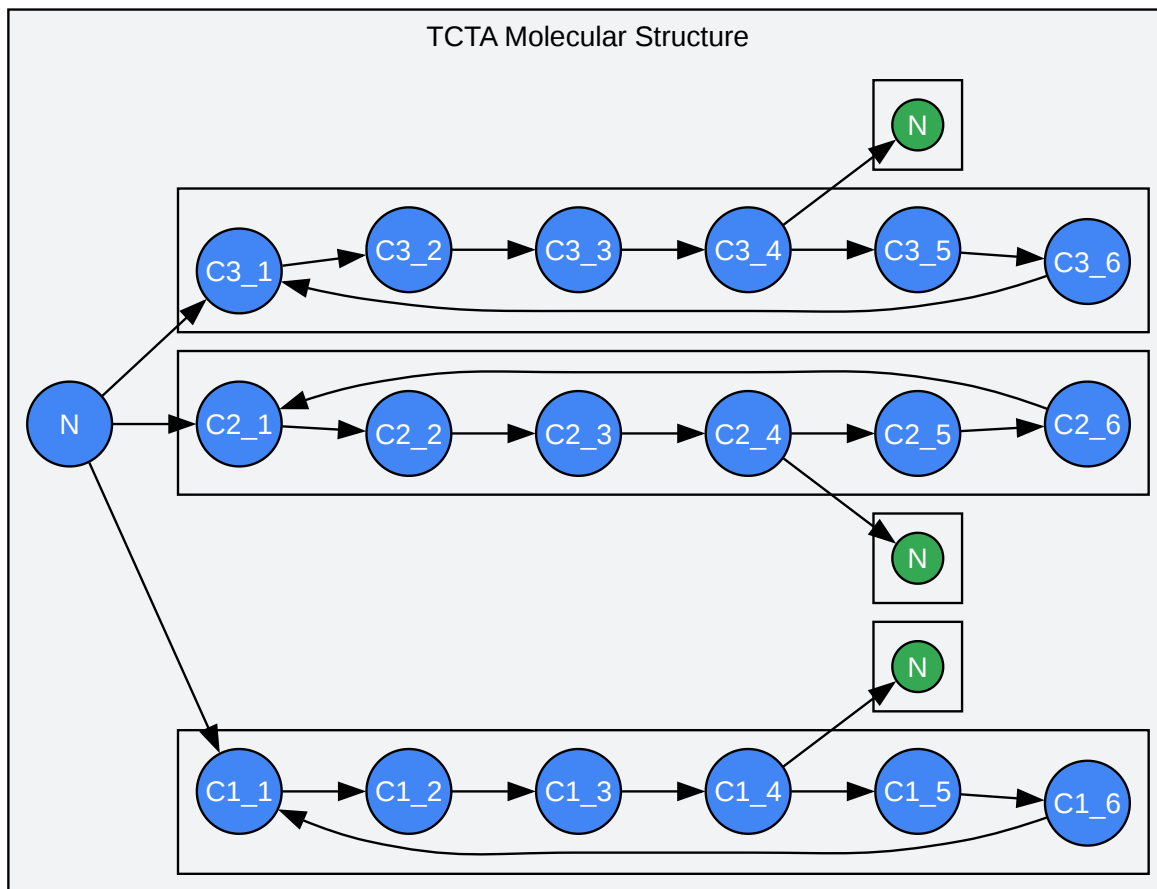 TCTA Molecular Structure
N
C3_1
C3_2
C3_3
C3_4
C3_5
C3_6
N
C2_1
C2_2
C2_3
C2_4
C2_5
C2_6
N
N
C1_1
C1_2
C1_3
C1_4
C1_5
C1_6